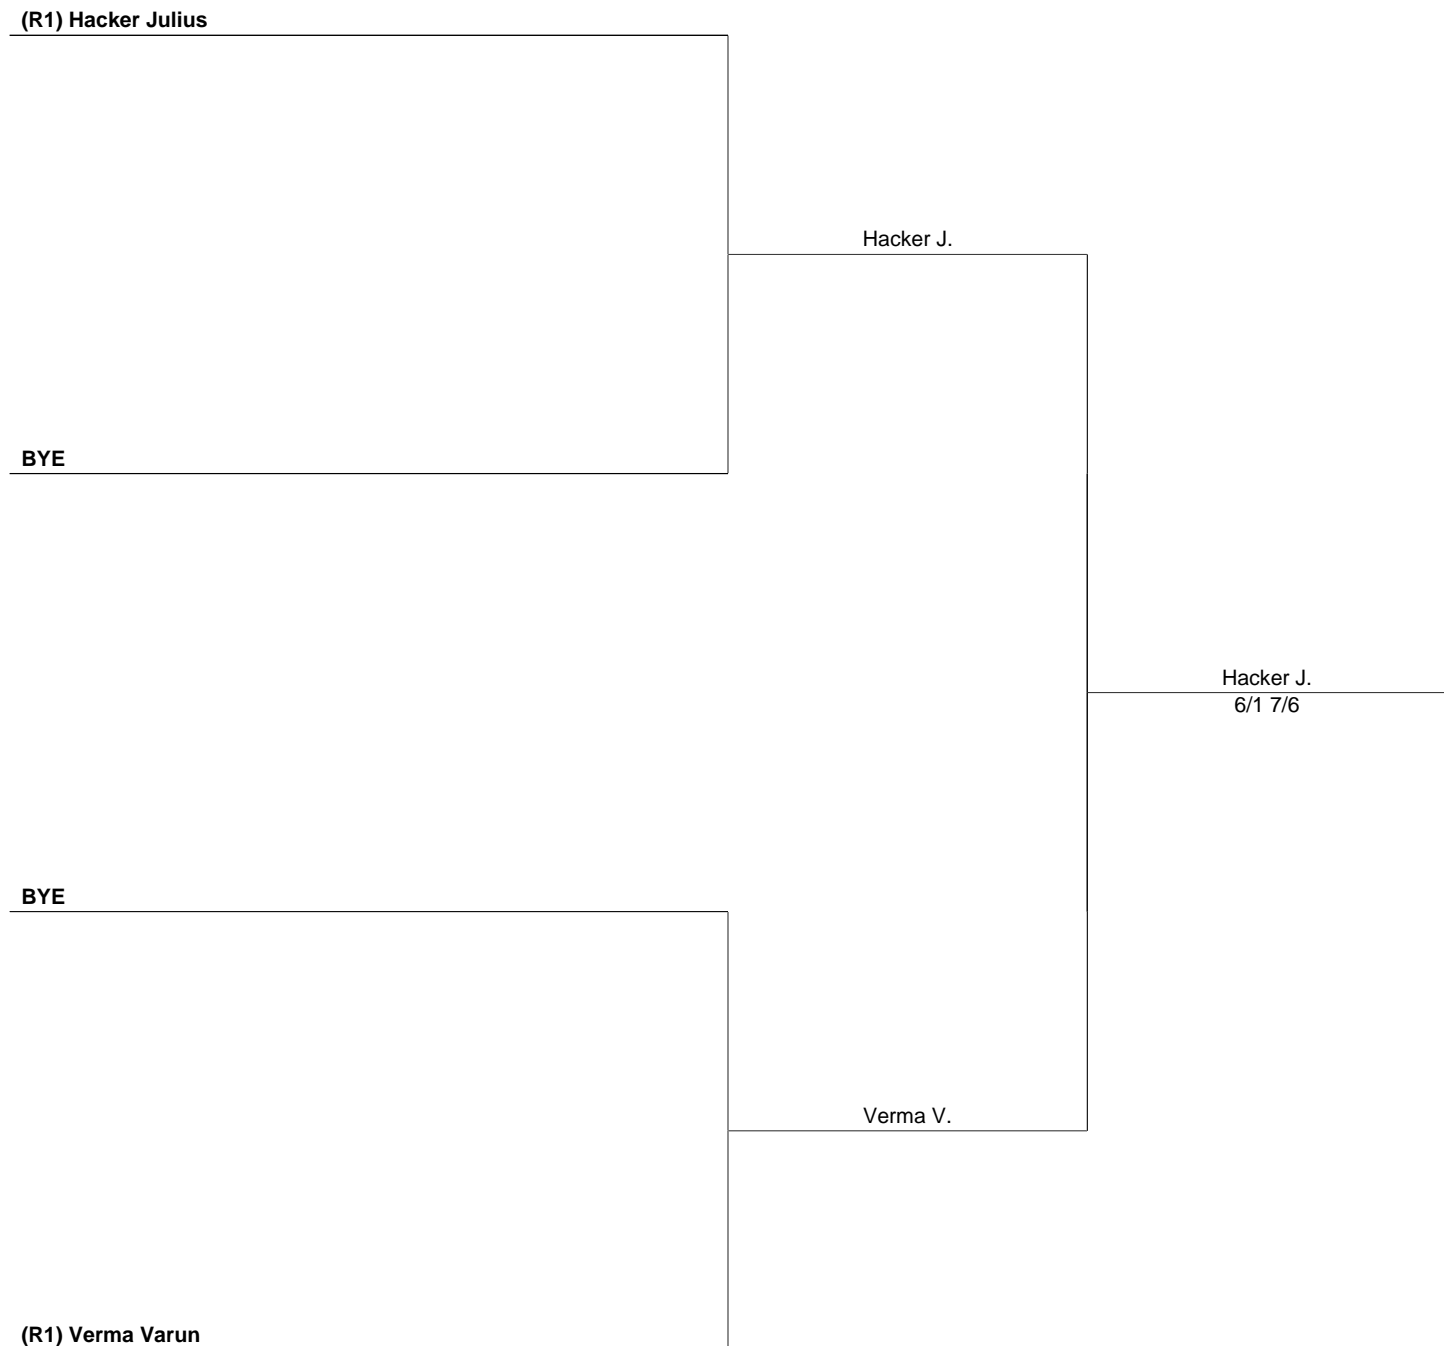 (R1) Hacker Julius
Hacker J.
BYE
Hacker J.
6/1 7/6
BYE
Verma V.
(R1) Verma Varun